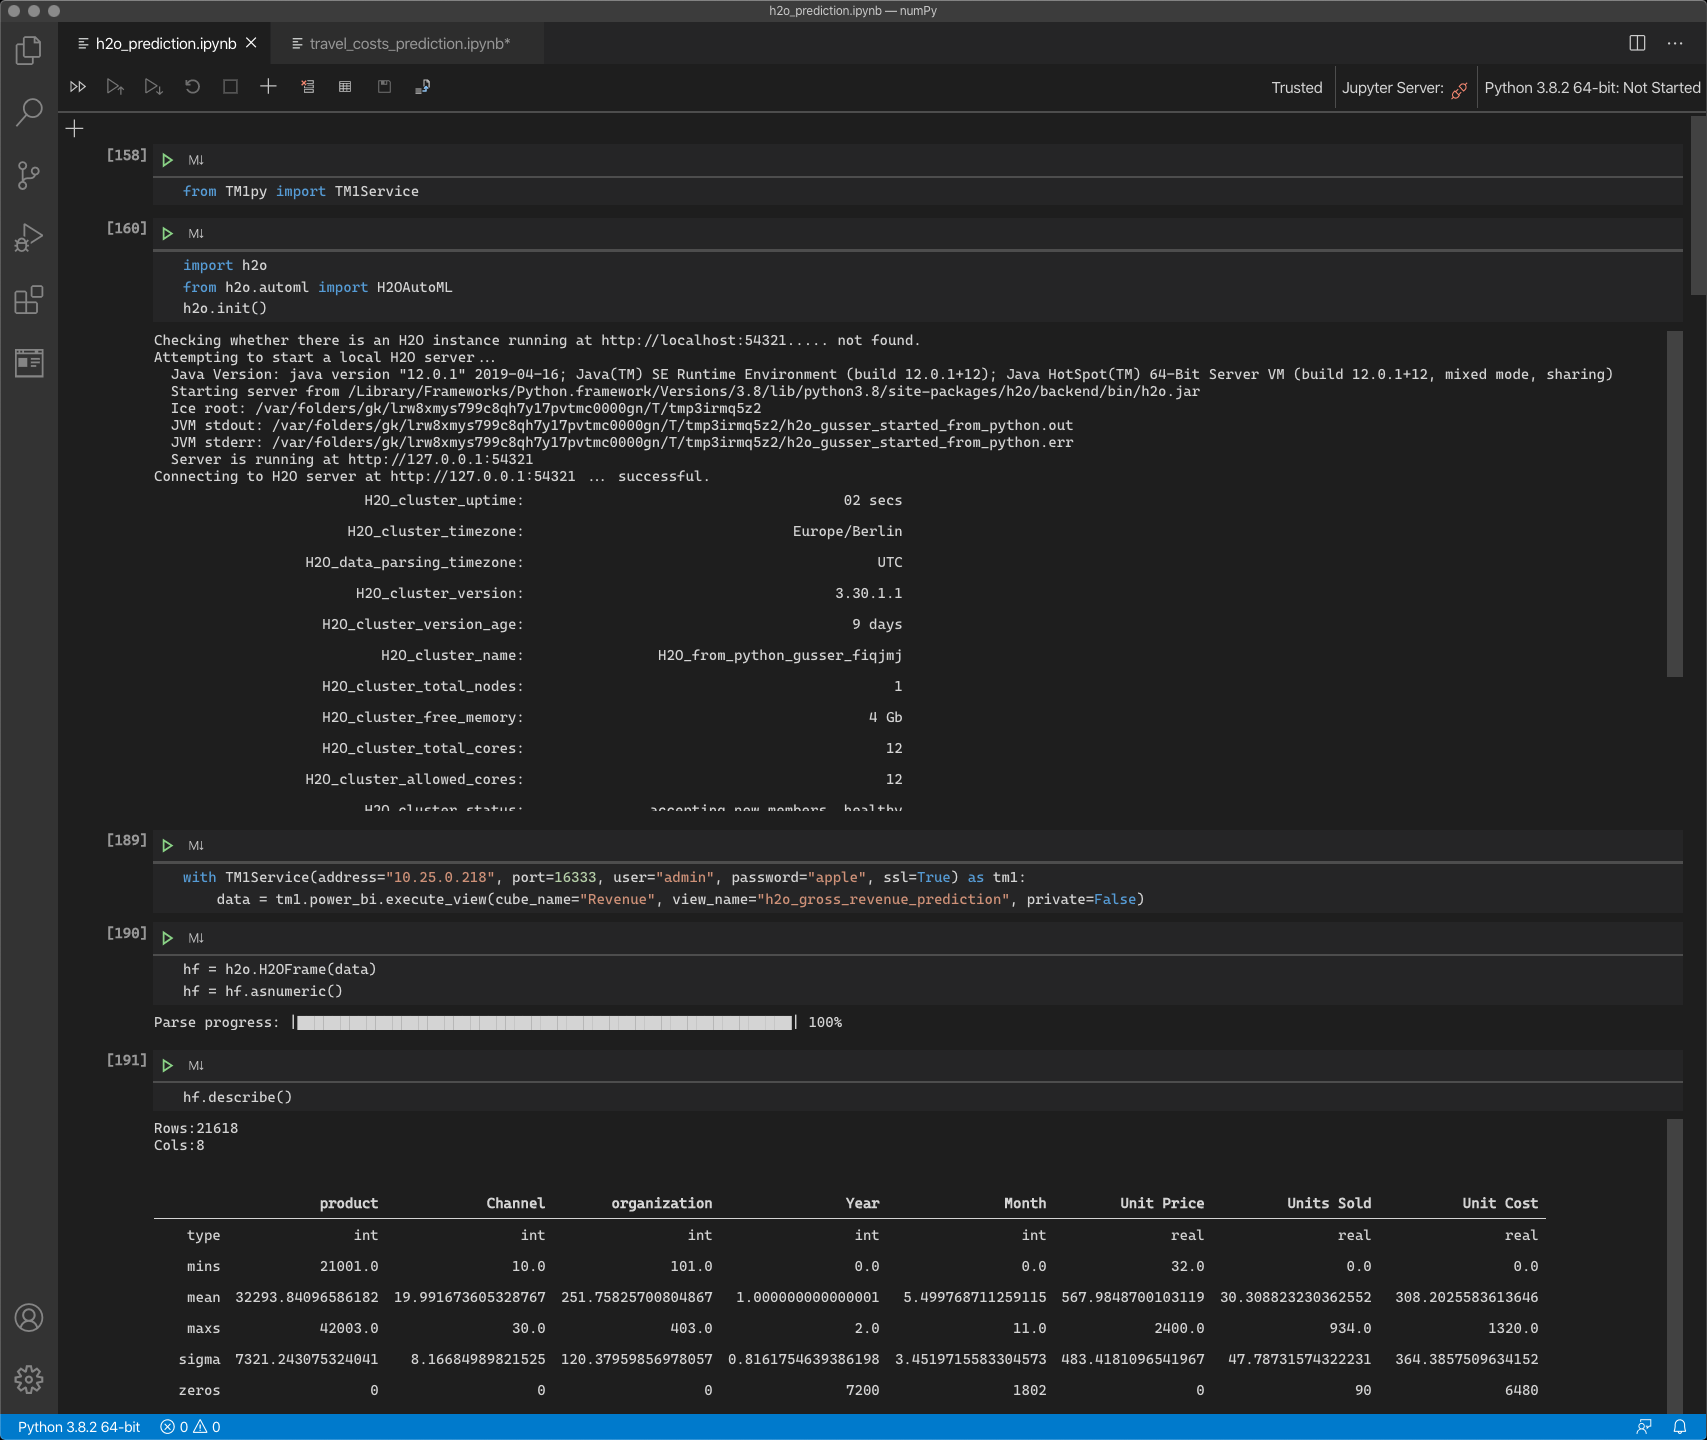 h2o_prediction.ipynb — numPy
h2o_prediction.ipynb
travel_costs_prediction.ipynb*
Trusted
Jupyter Server:
Python 3.8.2 64-bit: Not Started
[158]
M↓
from TM1py import TM1Service
[160]
M↓
import h2o
from h2o.automl import H2OAutoML
h2o.init()
Checking whether there is an H2O instance running at http://localhost:54321..... not found.
Attempting to start a local H2O server...
Java Version: java version "12.0.1" 2019-04-16; Java(TM) SE Runtime Environment (build 12.0.1+12); Java HotSpot(TM) 64-Bit Server VM (build 12.0.1+12, mixed mode, sharing)
Starting server from /Library/Frameworks/Python.framework/Versions/3.8/lib/python3.8/site-packages/h2o/backend/bin/h2o.jar
Ice root: /var/folders/gk/lrw8xmys799c8qh7y17pvtmc0000gn/T/tmp3irmq5z2
JVM stdout: /var/folders/gk/lrw8xmys799c8qh7y17pvtmc0000gn/T/tmp3irmq5z2/h2o_gusser_started_from_python.out
JVM stderr: /var/folders/gk/lrw8xmys799c8qh7y17pvtmc0000gn/T/tmp3irmq5z2/h2o_gusser_started_from_python.err
Server is running at http://127.0.0.1:54321
Connecting to H2O server at http://127.0.0.1:54321 ... successful.
H2O_cluster_uptime: 02 secs
H2O_cluster_timezone: Europe/Berlin
H2O_data_parsing_timezone: UTC
H2O_cluster_version: 3.30.1.1
H2O_cluster_version_age: 9 days
H2O_cluster_name: H2O_from_python_gusser_fiqjmj
H2O_cluster_total_nodes: 1
H2O_cluster_free_memory: 4 Gb
H2O_cluster_total_cores: 12
H2O_cluster_allowed_cores: 12
H2O_cluster_status: accepting new members, healthy
[189]
M↓
with TM1Service(address="10.25.0.218", port=16333, user="admin", password="apple", ssl=True) as tm1:
data = tm1.power_bi.execute_view(cube_name="Revenue", view_name="h2o_gross_revenue_prediction", private=False)
[190]
M↓
hf = h2o.H2OFrame(data)
hf = hf.asnumeric()
Parse progress: | | 100%
[191]
M↓
hf.describe()
Rows:21618
Cols:8
product Channel organization Year Month Unit Price Units Sold Unit Cost
type int int int int int real real real
mins 21001.0 10.0 101.0 0.0 0.0 32.0 0.0 0.0
mean 32293.84096586182 19.991673605328767 251.75825700804867 1.000000000000001 5.499768711259115 567.9848700103119 30.308823230362552 308.2025583613646
maxs 42003.0 30.0 403.0 2.0 11.0 2400.0 934.0 1320.0
sigma 7321.243075324041 8.16684989821525 120.37959856978057 0.8161754639386198 3.4519715583304573 483.4181096541967 47.78731574322231 364.3857509634152
zeros 0 0 0 7200 1802 0 90 6480
Python 3.8.2 64-bit
0
0